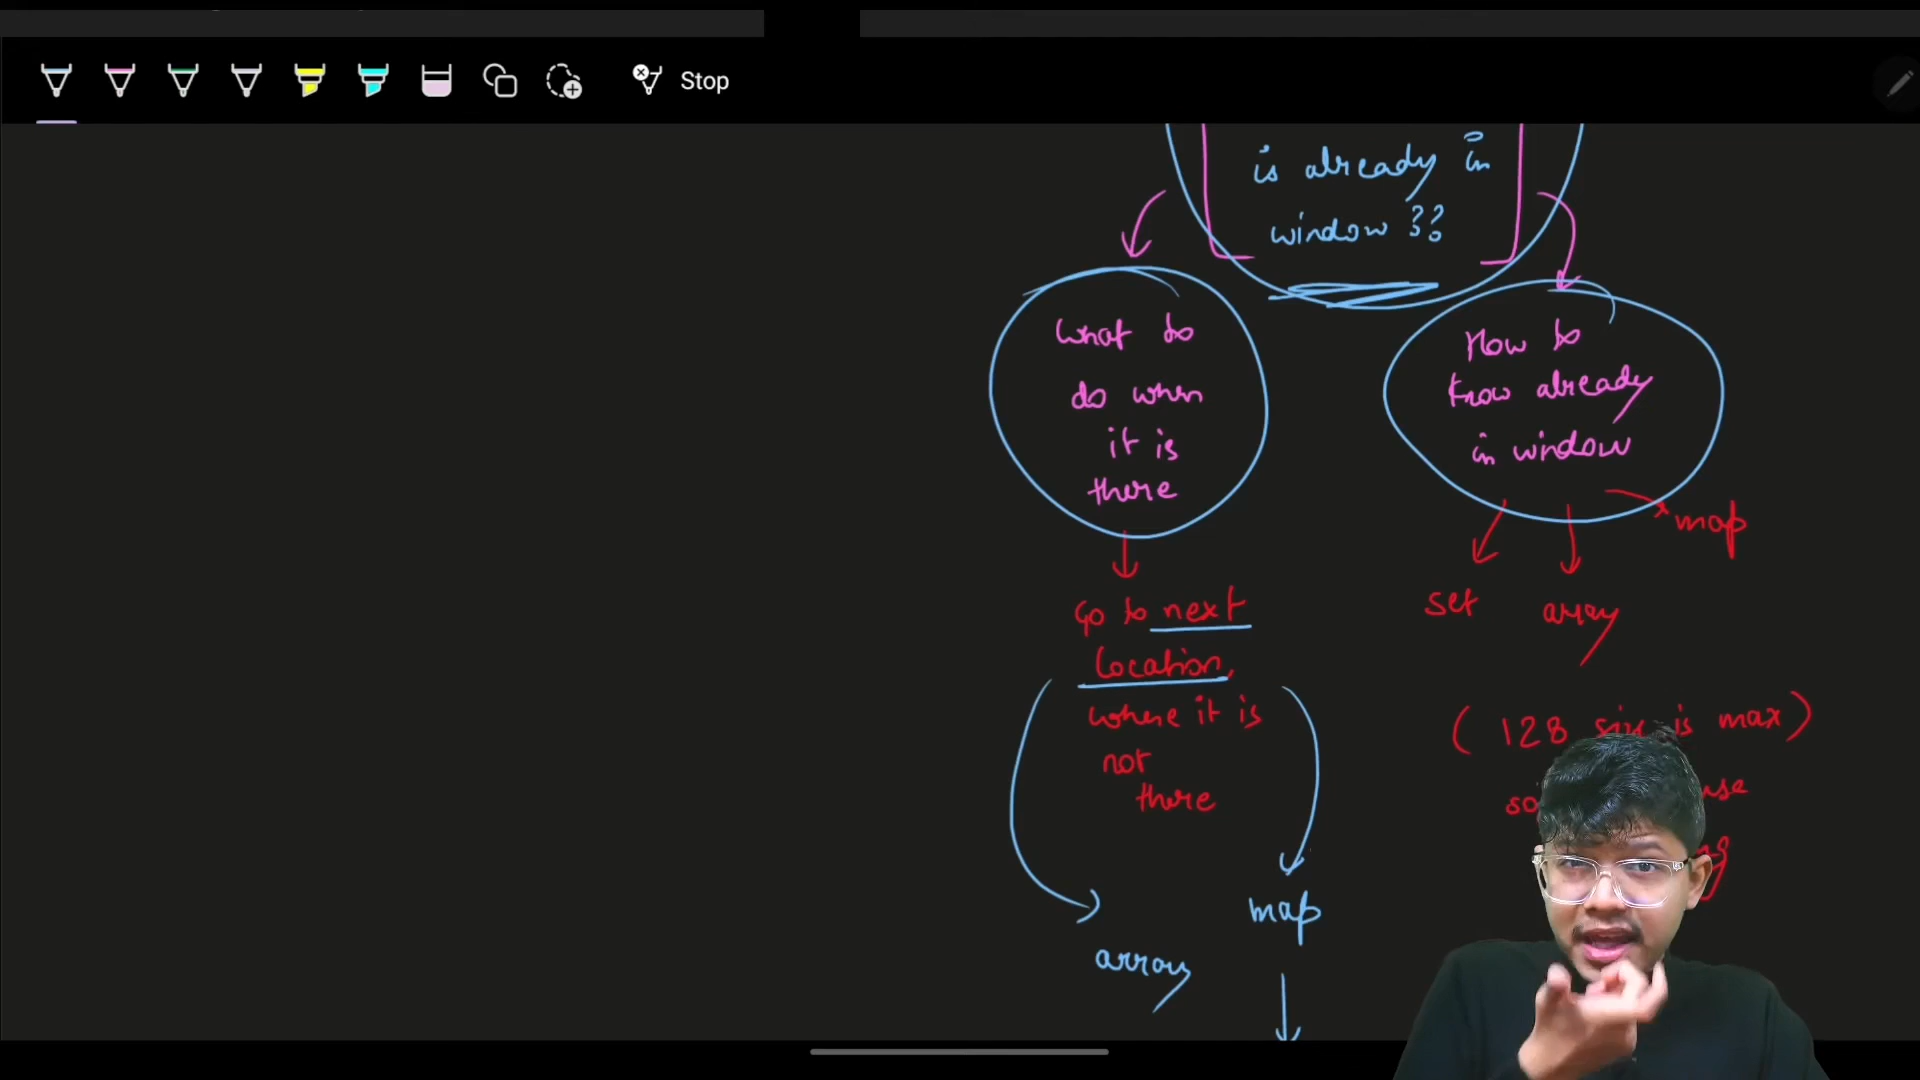 Stop
is already in
window ??
What to
do when
it is
there
How to
know already
in window
map
set
array
Go to next
location,
where it is
not
there
(128 size is max)
map
array